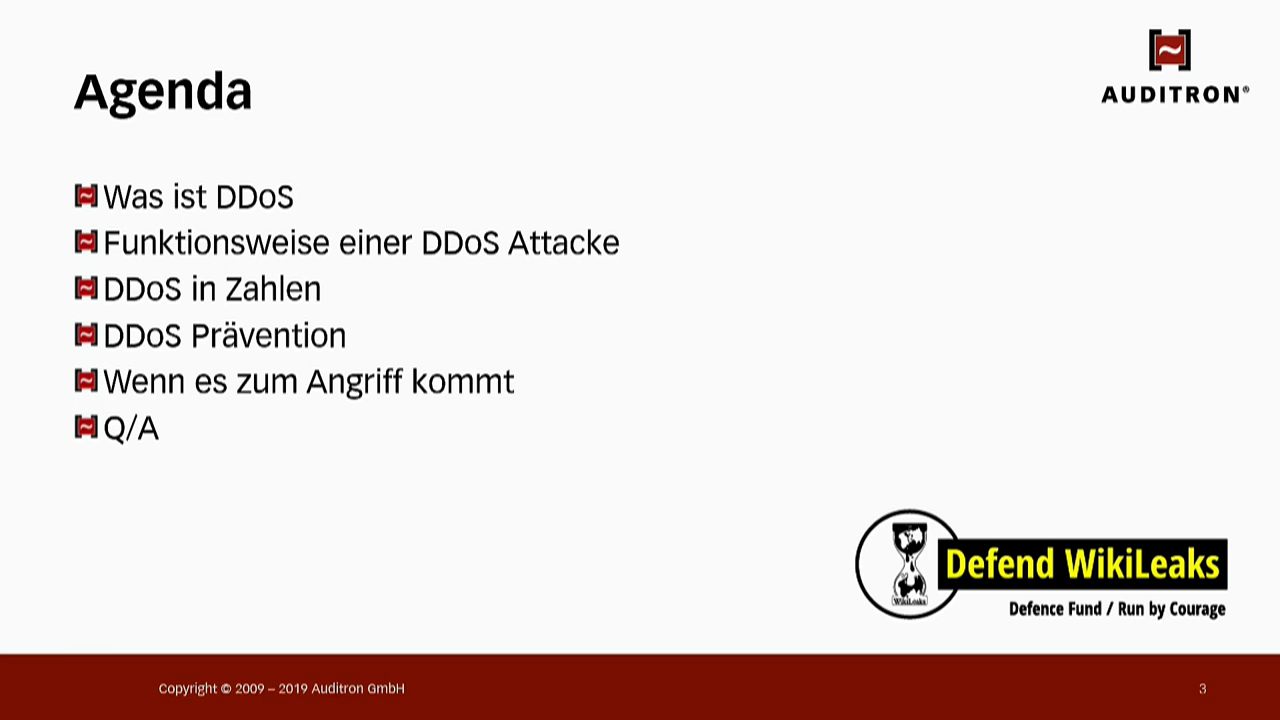 Agenda
AUDITRON®
Was ist DDoS
Funktionsweise einer DDoS Attacke
DDoS in Zahlen
DDoS Prävention
Wenn es zum Angriff kommt
Q/A
WikiLeaks
Defend WikiLeaks
Defence Fund / Run by Courage
Copyright © 2009 – 2019 Auditron GmbH
3